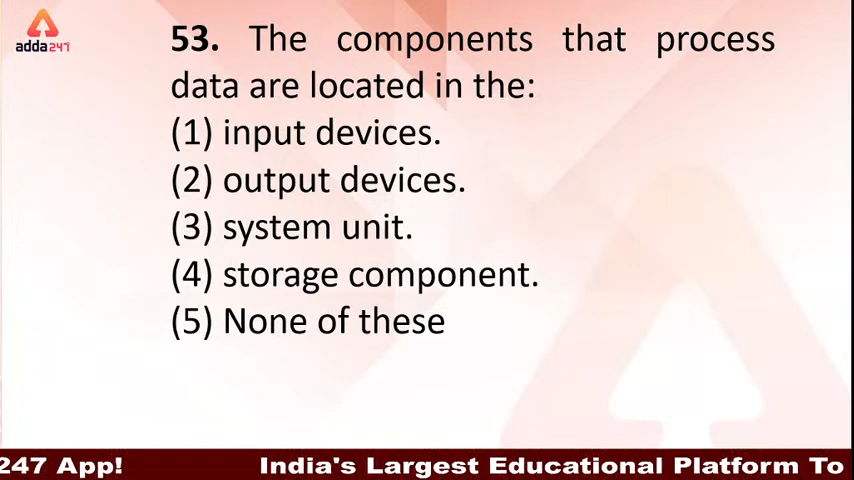 adda247
53. The components that process
data are located in the:
(1) input devices.
(2) output devices.
(3) system unit.
(4) storage component.
(5) None of these
247 App! India's Largest Educational Platform To